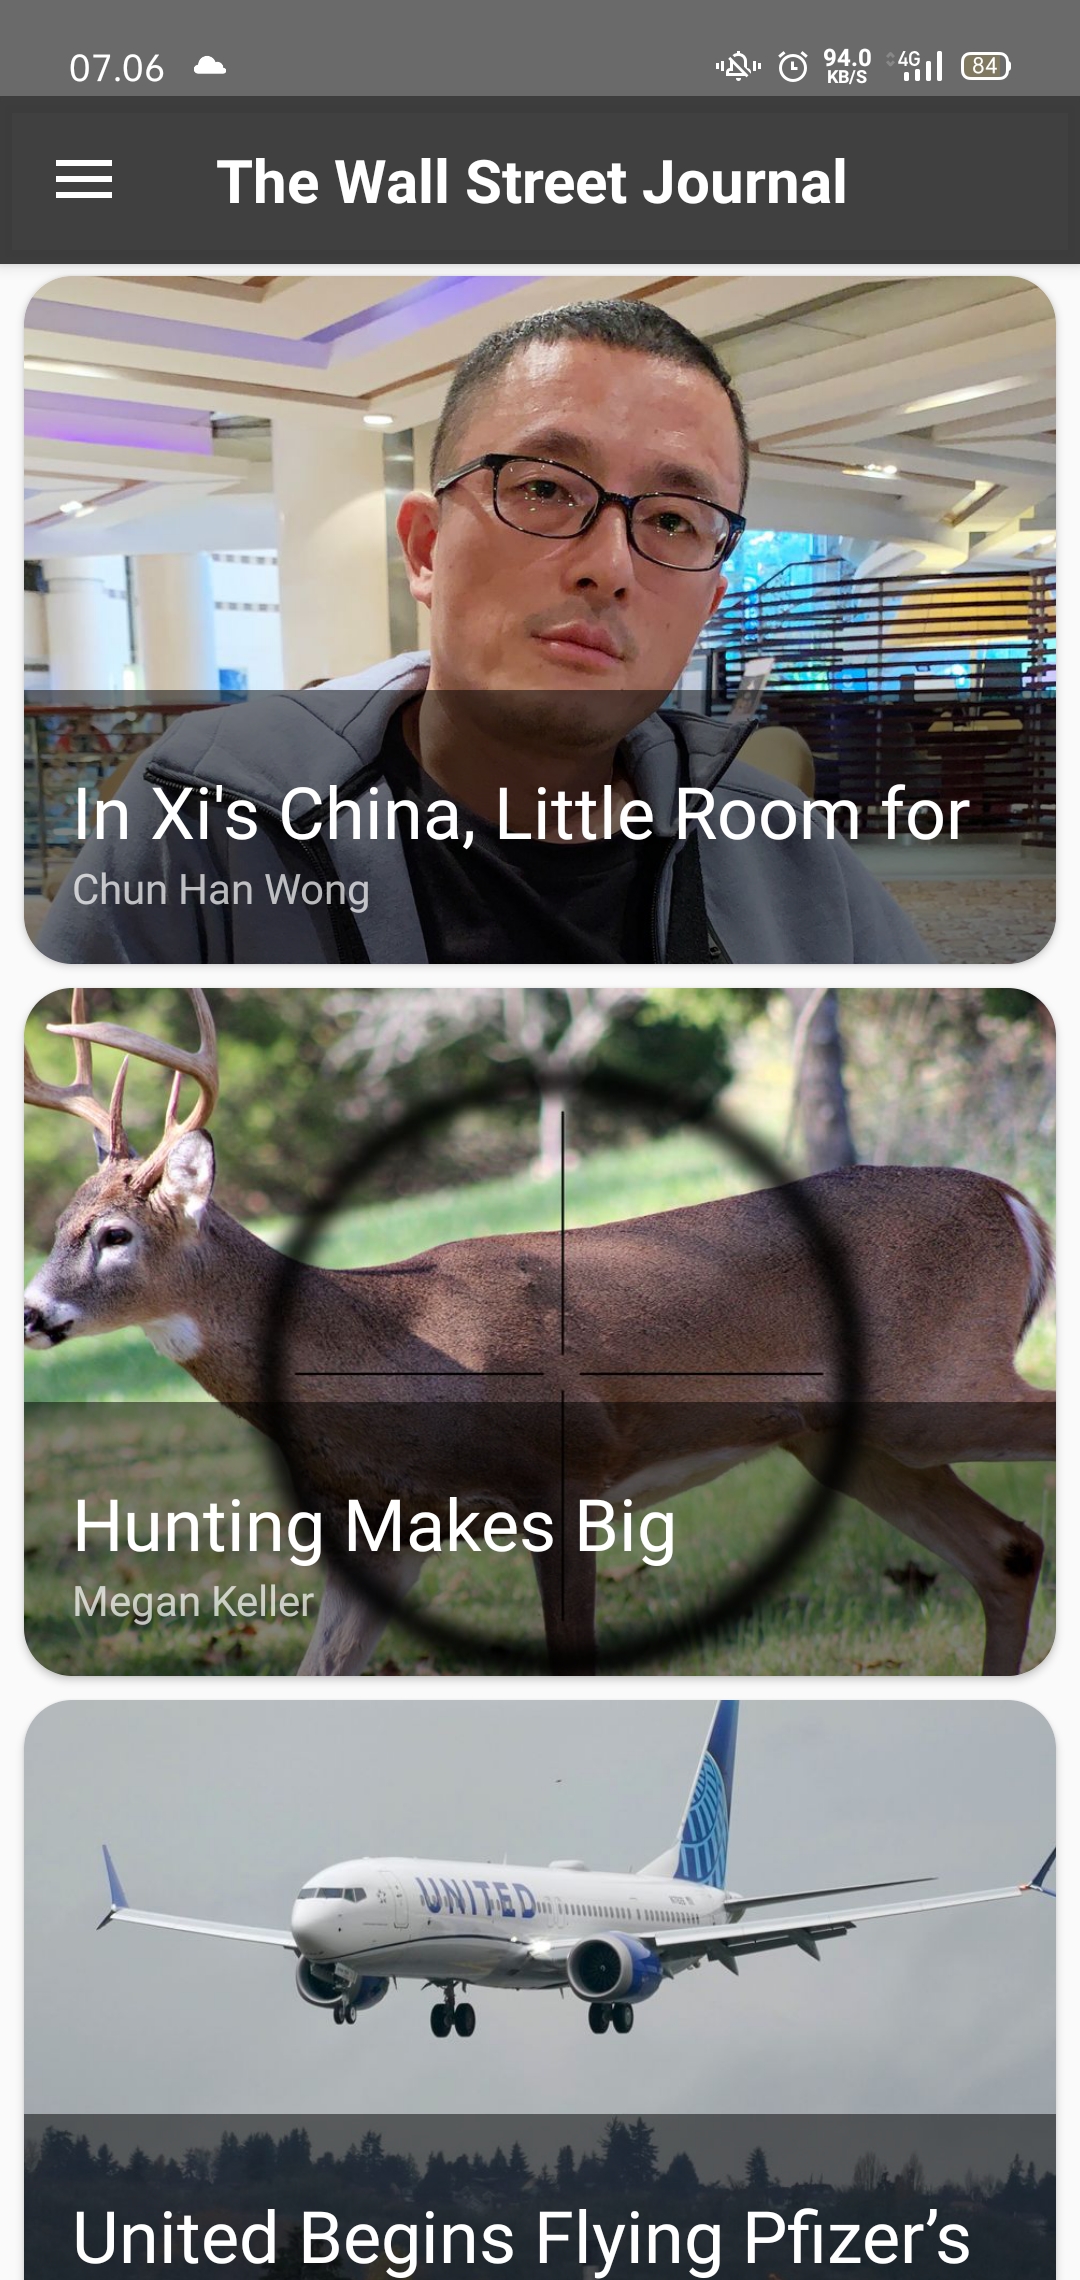 07.06
94.0
KB/S
4G
84
The Wall Street Journal
In Xi's China, Little Room for
Chun Han Wong
Hunting Makes Big
Megan Keller
UNITED
United Begins Flying Pfizer’s